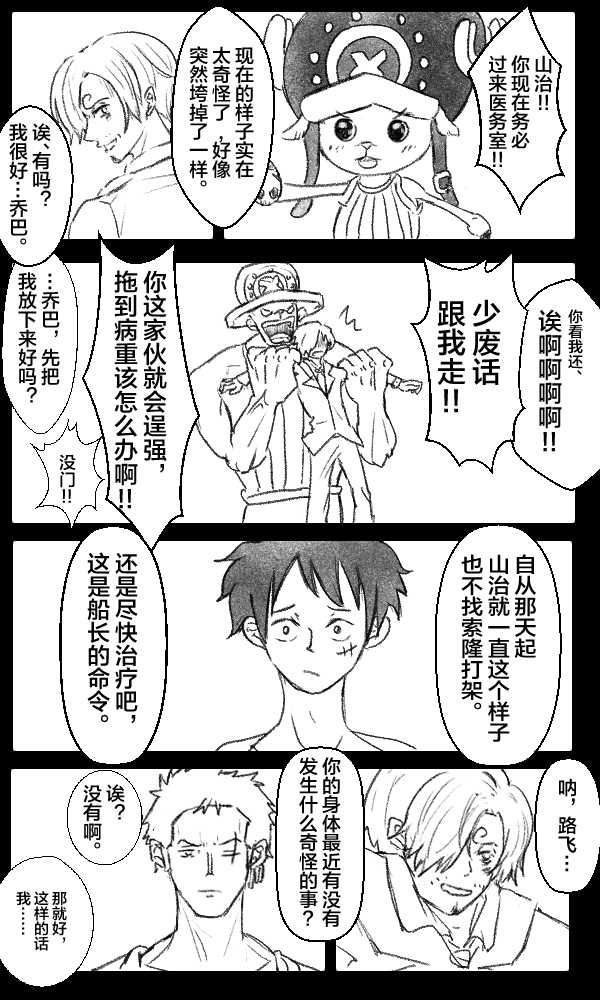 山治!!
你现在务必
过来医务室!!
现在的样子实在
太奇怪了，好像
突然垮掉了一样。
诶、有吗？
我很好…乔巴。
你看我还、
诶啊啊啊啊!!
少废话
跟我走!!
你这家伙就会逞强，
拖到病重该怎么办啊!!
…乔巴，先把
我放下来好吗？
没门!!
自从那天起
山治就一直这个样子
也不找索隆打架。
还是尽快治疗吧，
这是船长的命令。
呐，路飞…
你的身体最近有没有
发生什么奇怪的事？
诶？
没有啊。
那就好，
这样的话
我……